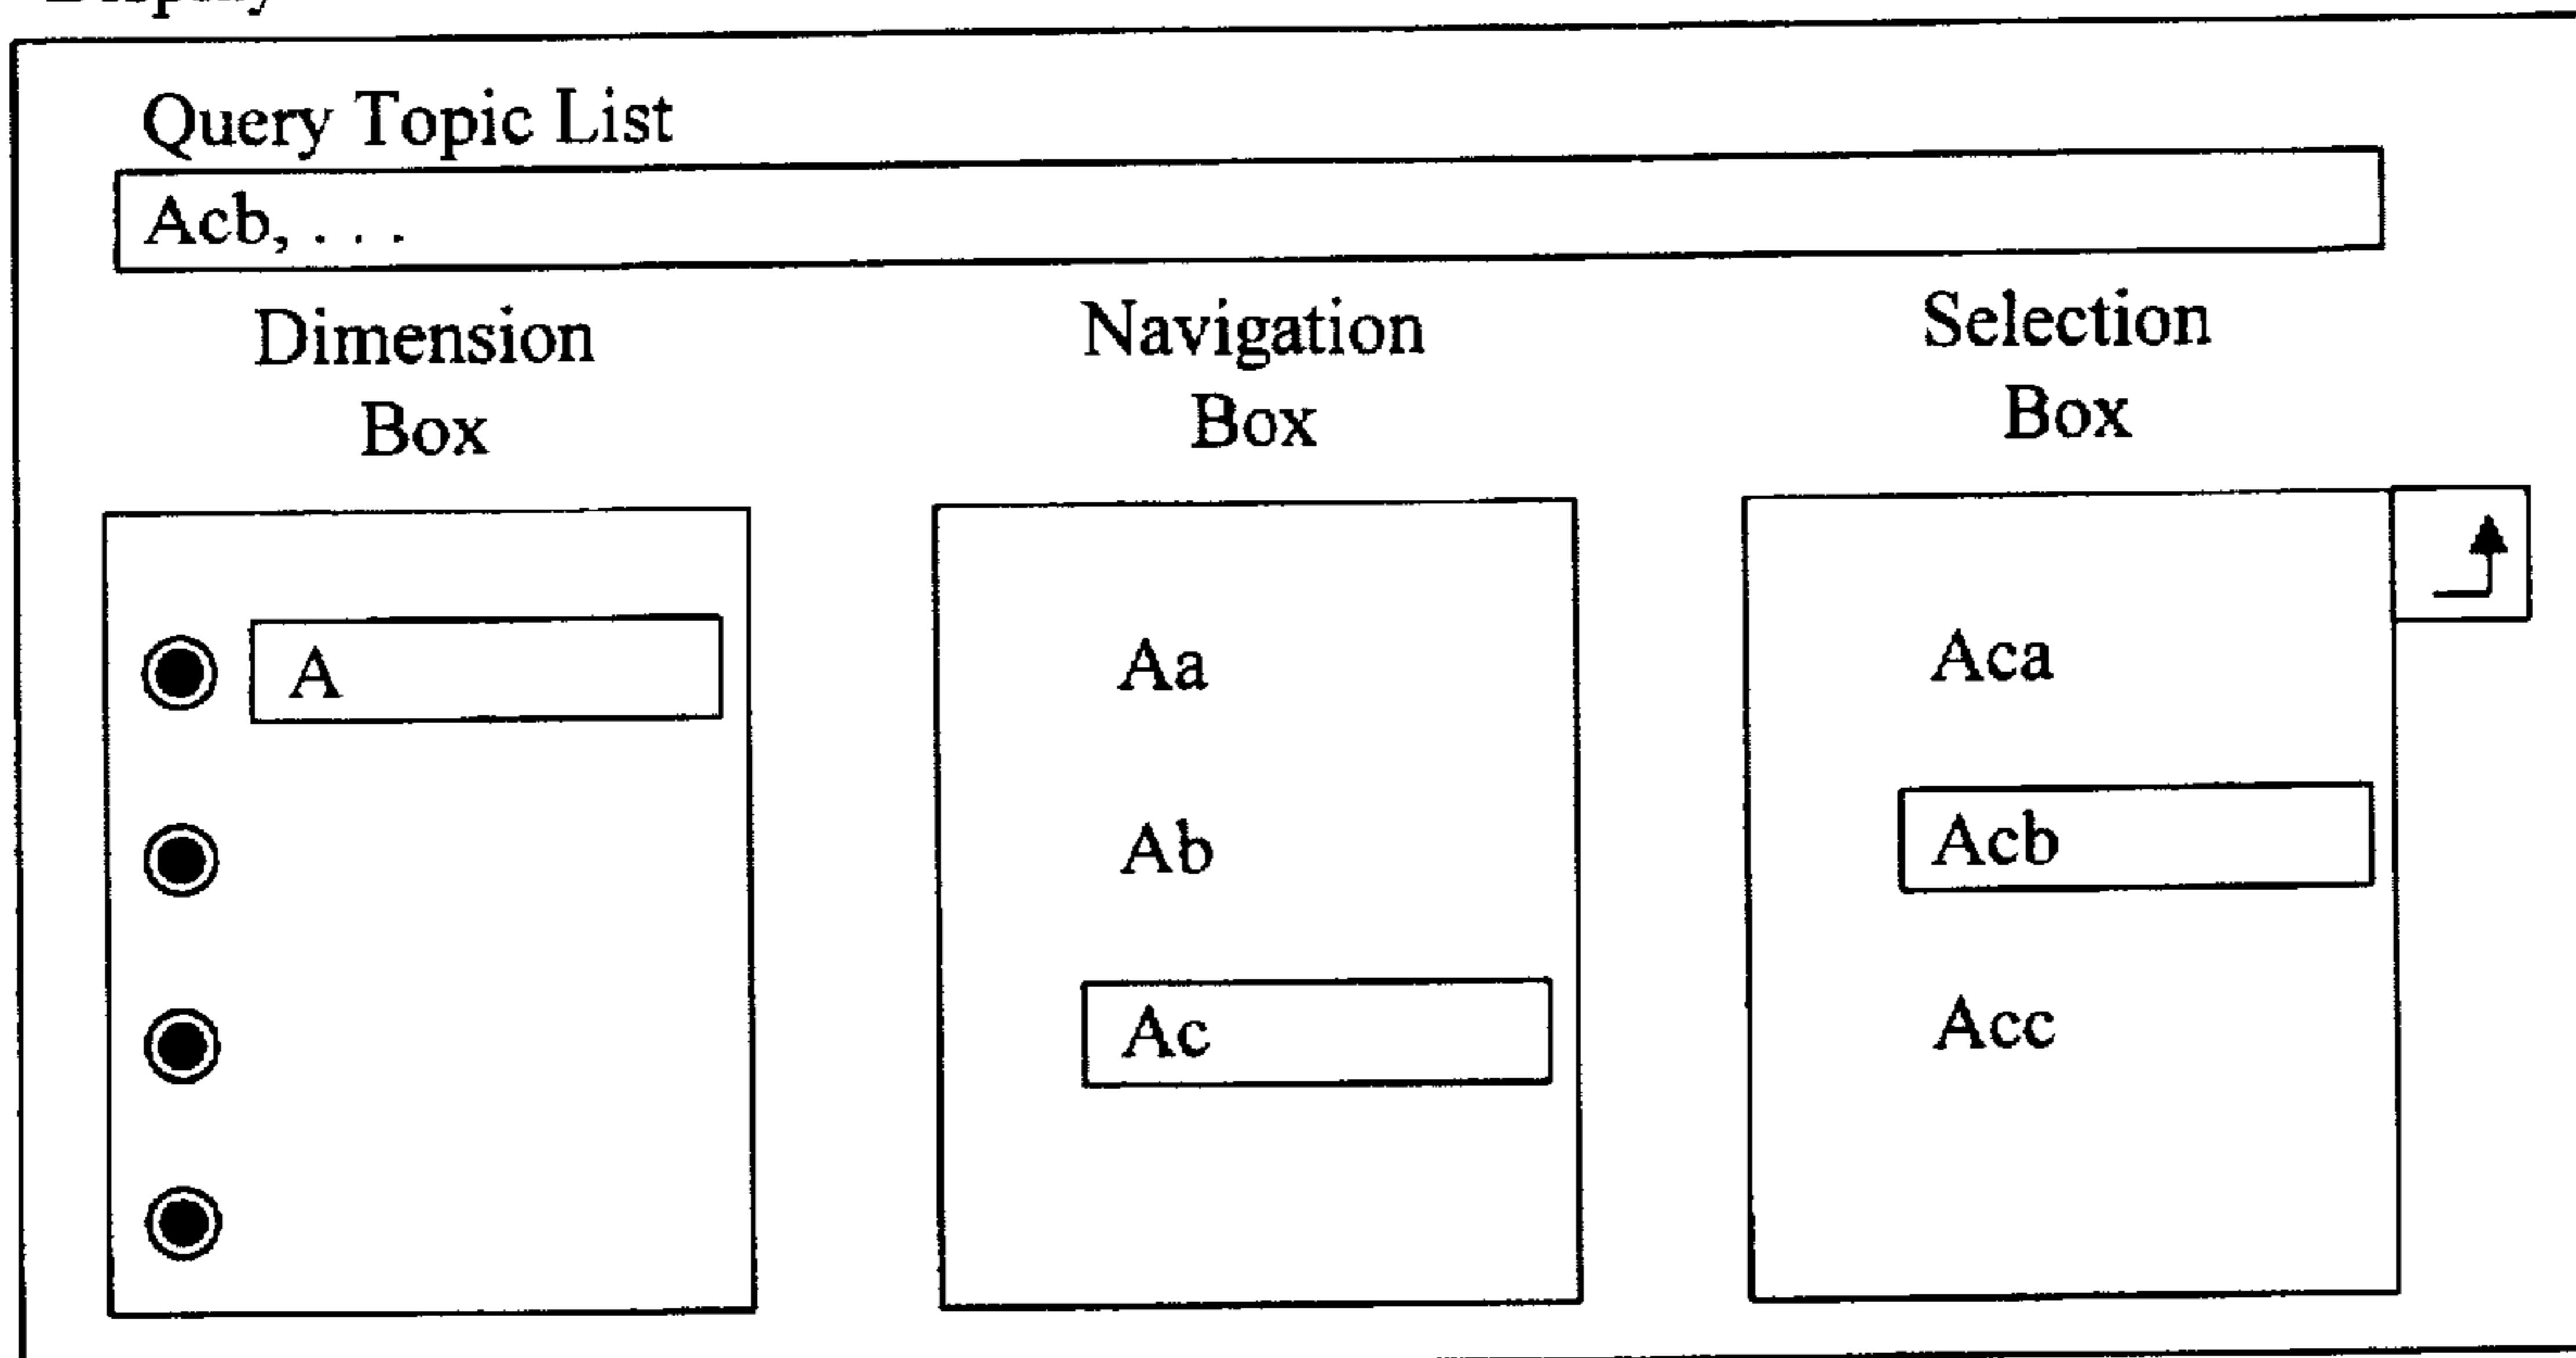 Query Topic List
Acb, . . .
Dimension
Box
Navigation
Box
Selection
Box
A
Aa
Aca
Ab
Acb
Ac
Acc